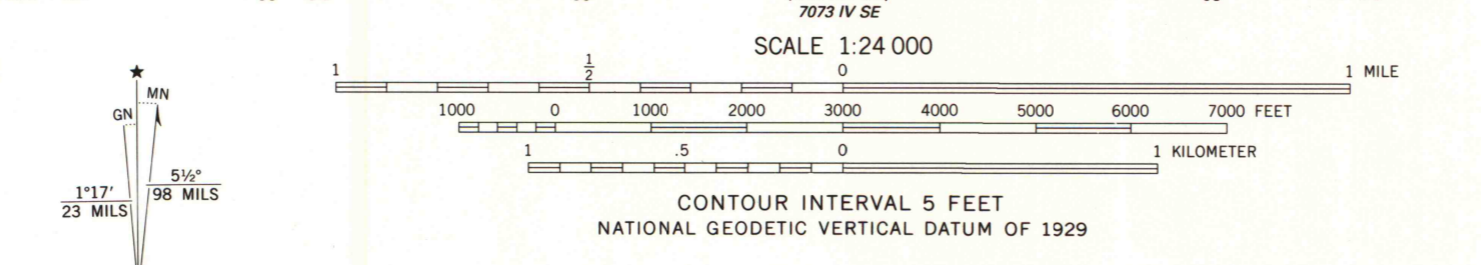 7073 IV SE
SCALE 1:24 000
1 1/2 0 1 MILE
1000 0 1000 2000 3000 4000 5000 6000 7000 FEET
1 .5 0 1 KILOMETER
CONTOUR INTERVAL 5 FEET
NATIONAL GEODETIC VERTICAL DATUM OF 1929
★
MN
GN
5½°
98 MILS
1°17′
23 MILS